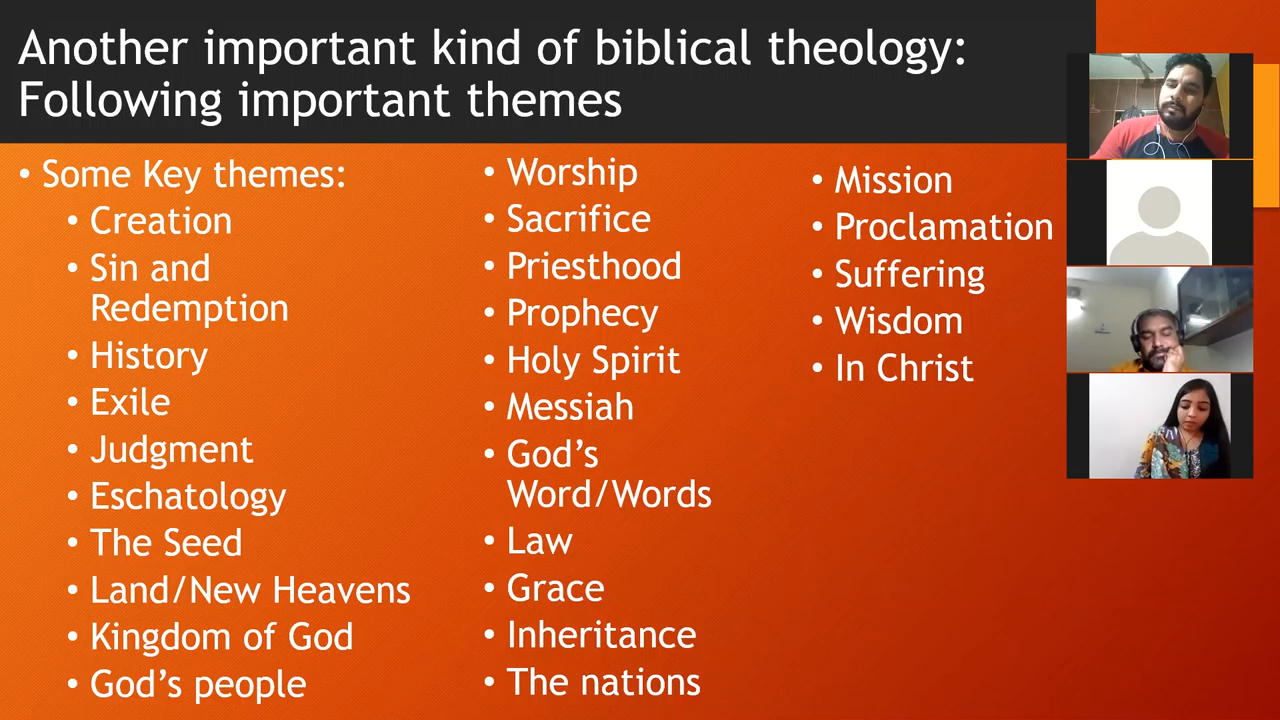 Another important kind of biblical theology:
Following important themes
• Some Key themes:
• Creation
• Sin and
Redemption
• History
• Exile
• Judgment
• Eschatology
• The Seed
• Land/New Heavens
• Kingdom of God
• God’s people
• Worship
• Sacrifice
• Priesthood
• Prophecy
• Holy Spirit
• Messiah
• God’s
Word/Words
• Law
• Grace
• Inheritance
• The nations
• Mission
• Proclamation
• Suffering
• Wisdom
• In Christ